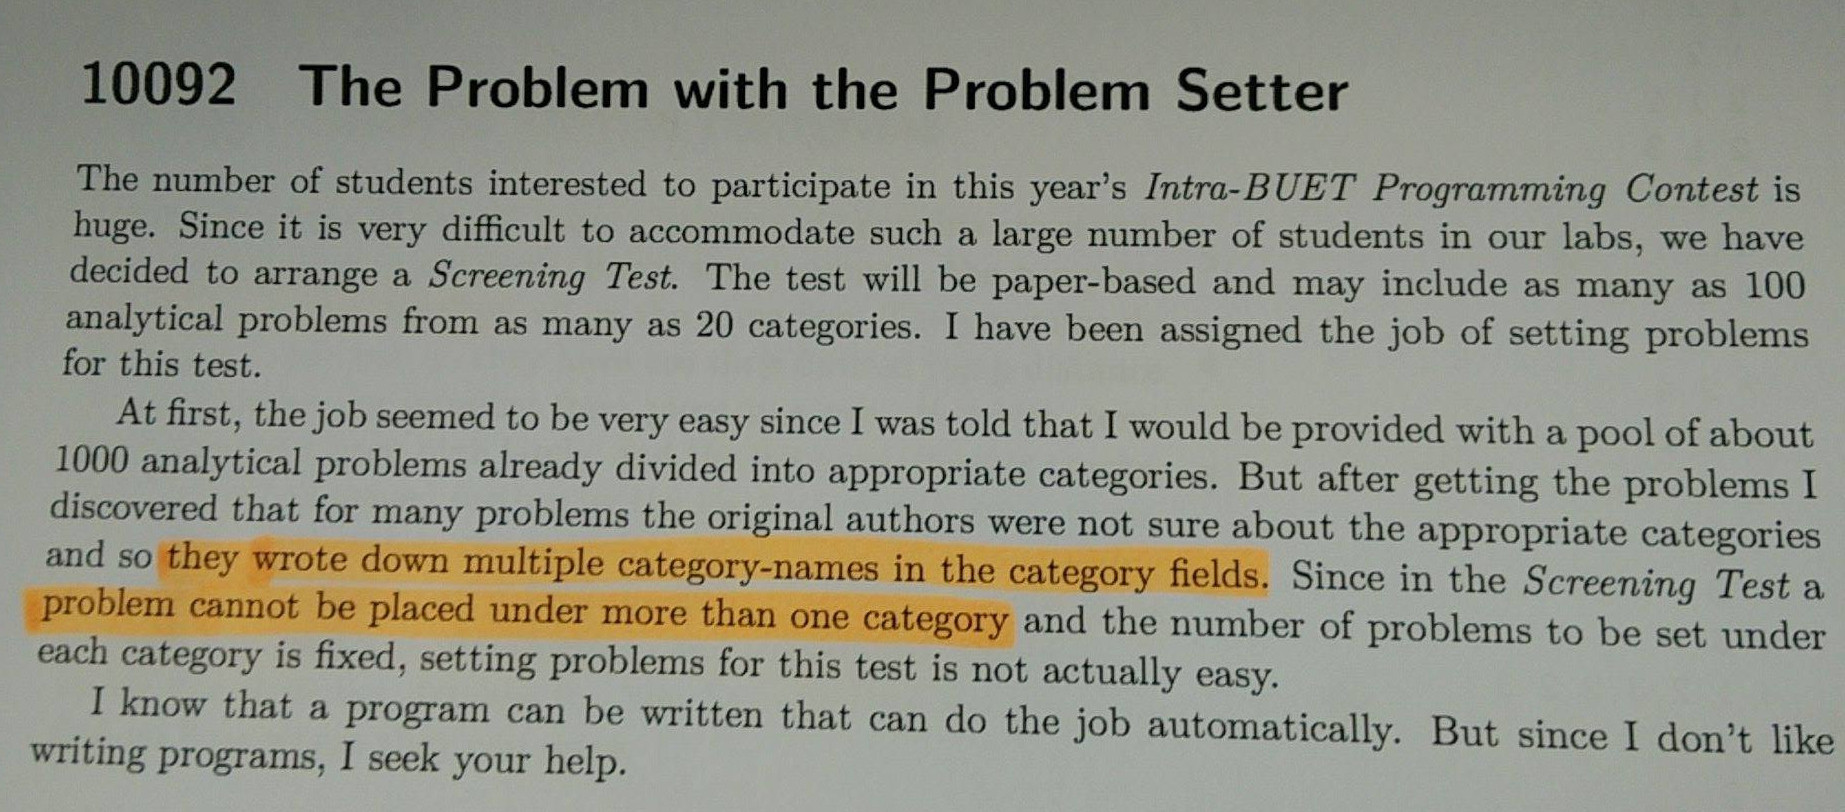 10092 The Problem with the Problem Setter
The number of students interested to participate in this year's Intra-BUET Programming Contest is
huge. Since it is very difficult to accommodate such a large number of students in our labs, we have
decided to arrange a Screening Test. The test will be paper-based and may include as many as 100
analytical problems from as many as 20 categories. I have been assigned the job of setting problems
for this test.
At first, the job seemed to be very easy since I was told that I would be provided with a pool of about
1000 analytical problems already divided into appropriate categories. But after getting the problems I
discovered that for many problems the original authors were not sure about the appropriate categories
and so they wrote down multiple category-names in the category fields. Since in the Screening Test a
problem cannot be placed under more than one category and the number of problems to be set under
each category is fixed, setting problems for this test is not actually easy.
I know that a program can be written that can do the job automatically. But since I don't like
writing programs, I seek your help.